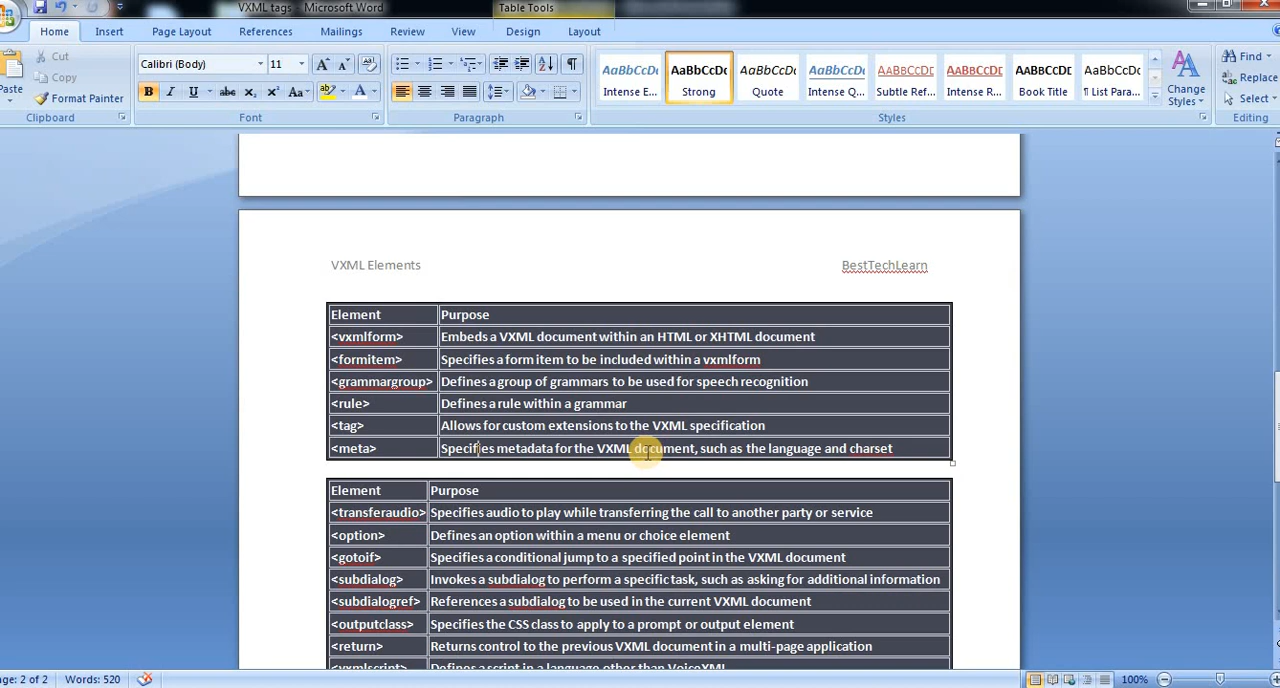 VXML tags - Microsoft Word
Table Tools
Home
Insert
Page Layout
References
Mailings
Review
View
Design
Layout
Cut
Copy
Paste
Format Painter
Clipboard
Calibri (Body)
11
Font
Paragraph
AaBbCcDc
Intense E...
AaBbCcDc
Strong
AaBbCcDc
Quote
AaBbCcDc
Intense Q...
AABBCCDC
Subtle Ref...
AABBCCDC
Intense R...
AABBCCDC
Book Title
AaBbCcDc
¶ List Para...
Change
Styles
Styles
Find
Replace
Select
Editing
VXML Elements
BestTechLearn
Element Purpose
<vxmlform> Embeds a VXML document within an HTML or XHTML document
<formitem> Specifies a form item to be included within a vxmlform
<grammargroup> Defines a group of grammars to be used for speech recognition
<rule> Defines a rule within a grammar
<tag> Allows for custom extensions to the VXML specification
<meta> Specifies metadata for the VXML document, such as the language and charset
Element Purpose
<transferaudio> Specifies audio to play while transferring the call to another party or service
<option> Defines an option within a menu or choice element
<gotoif> Specifies a conditional jump to a specified point in the VXML document
<subdialog> Invokes a subdialog to perform a specific task, such as asking for additional information
<subdialogref> References a subdialog to be used in the current VXML document
<outputclass> Specifies the CSS class to apply to a prompt or output element
<return> Returns control to the previous VXML document in a multi-page application
<vxmlscript> Defines a script in a language other than VoiceXML
age: 2 of 2
Words: 520
100%